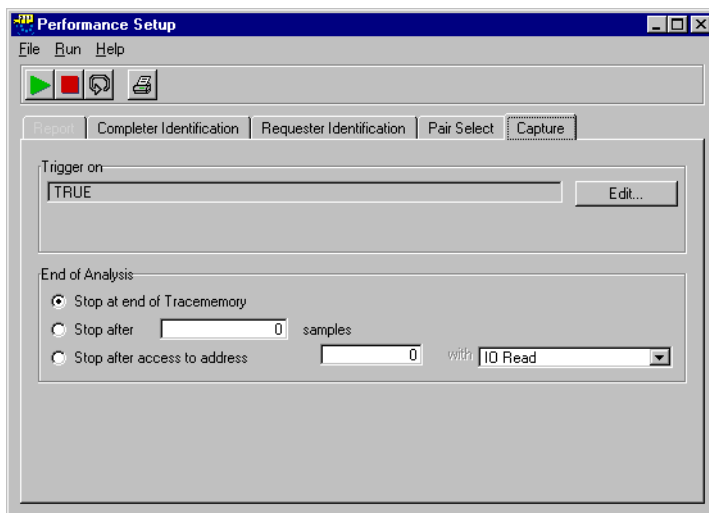 Performance Setup
File Run Help
Report Completer Identification Requester Identification Pair Select Capture
Trigger on
TRUE Edit...
End of Analysis
Stop at end of Tracememory
Stop after 0 samples
Stop after access to address 0 with IO Read